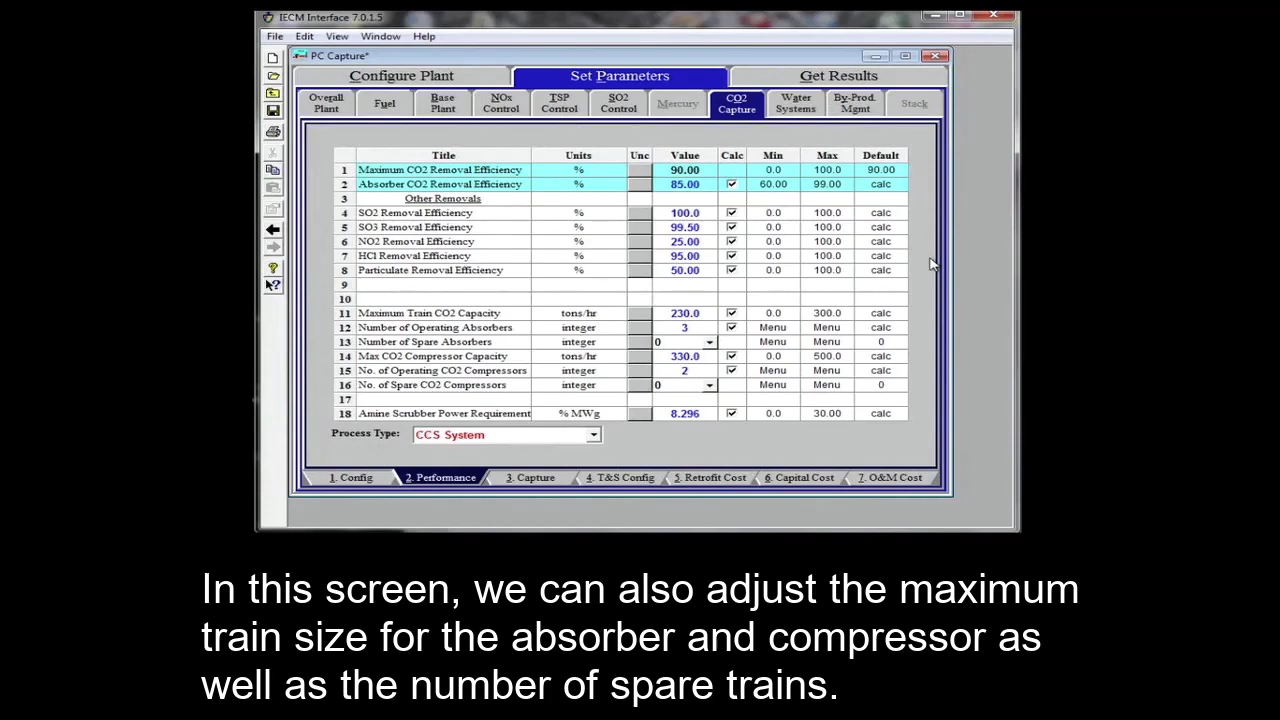 IECM Interface 7.0.1.5
File Edit View Window Help
PC Capture*
Configure Plant Set Parameters Get Results
Overall Plant Fuel Base Plant NOx Control TSP Control SO2 Control Mercury CO2 Capture Water Systems By-Prod. Mgmt Stack
Title Units Unc Value Calc Min Max Default
1 Maximum CO2 Removal Efficiency % 90.00 0.0 100.0 90.00
2 Absorber CO2 Removal Efficiency % 85.00 60.00 99.00 calc
3 Other Removals
4 SO2 Removal Efficiency % 100.0 0.0 100.0 calc
5 SO3 Removal Efficiency % 99.50 0.0 100.0 calc
6 NO2 Removal Efficiency % 25.00 0.0 100.0 calc
7 HCl Removal Efficiency % 95.00 0.0 100.0 calc
8 Particulate Removal Efficiency % 50.00 0.0 100.0 calc
9
10
11 Maximum Train CO2 Capacity tons/hr 230.0 0.0 300.0 calc
12 Number of Operating Absorbers integer 3 Menu Menu calc
13 Number of Spare Absorbers integer 0 Menu Menu 0
14 Max CO2 Compressor Capacity tons/hr 330.0 0.0 500.0 calc
15 No. of Operating CO2 Compressors integer 2 Menu Menu calc
16 No. of Spare CO2 Compressors integer 0 Menu Menu 0
17
18 Amine Scrubber Power Requirement % MWg 8.296 0.0 30.00 calc
Process Type: CCS System
1. Config 2. Performance 3. Capture 4. T&S Config 5. Retrofit Cost 6. Capital Cost 7. O&M Cost
In this screen, we can also adjust the maximum
train size for the absorber and compressor as
well as the number of spare trains.